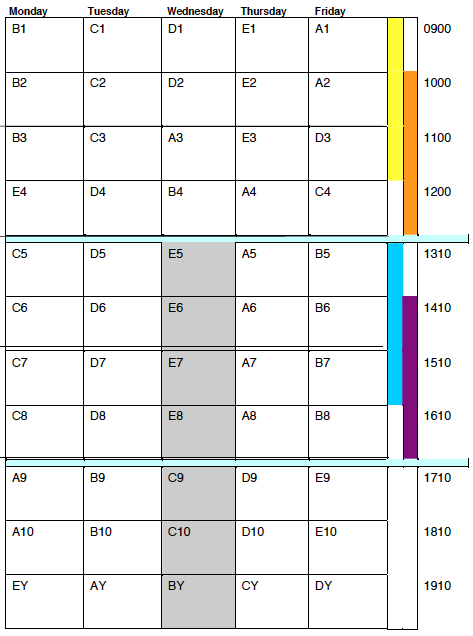 Monday Tuesday Wednesday Thursday Friday
B1 C1 D1 E1 A1 0900
B2 C2 D2 E2 A2 1000
B3 C3 A3 E3 D3 1100
E4 D4 B4 A4 C4 1200
C5 D5 E5 A5 B5 1310
C6 D6 E6 A6 B6 1410
C7 D7 E7 A7 B7 1510
C8 D8 E8 A8 B8 1610
A9 B9 C9 D9 E9 1710
A10 B10 C10 D10 E10 1810
EY AY BY CY DY 1910